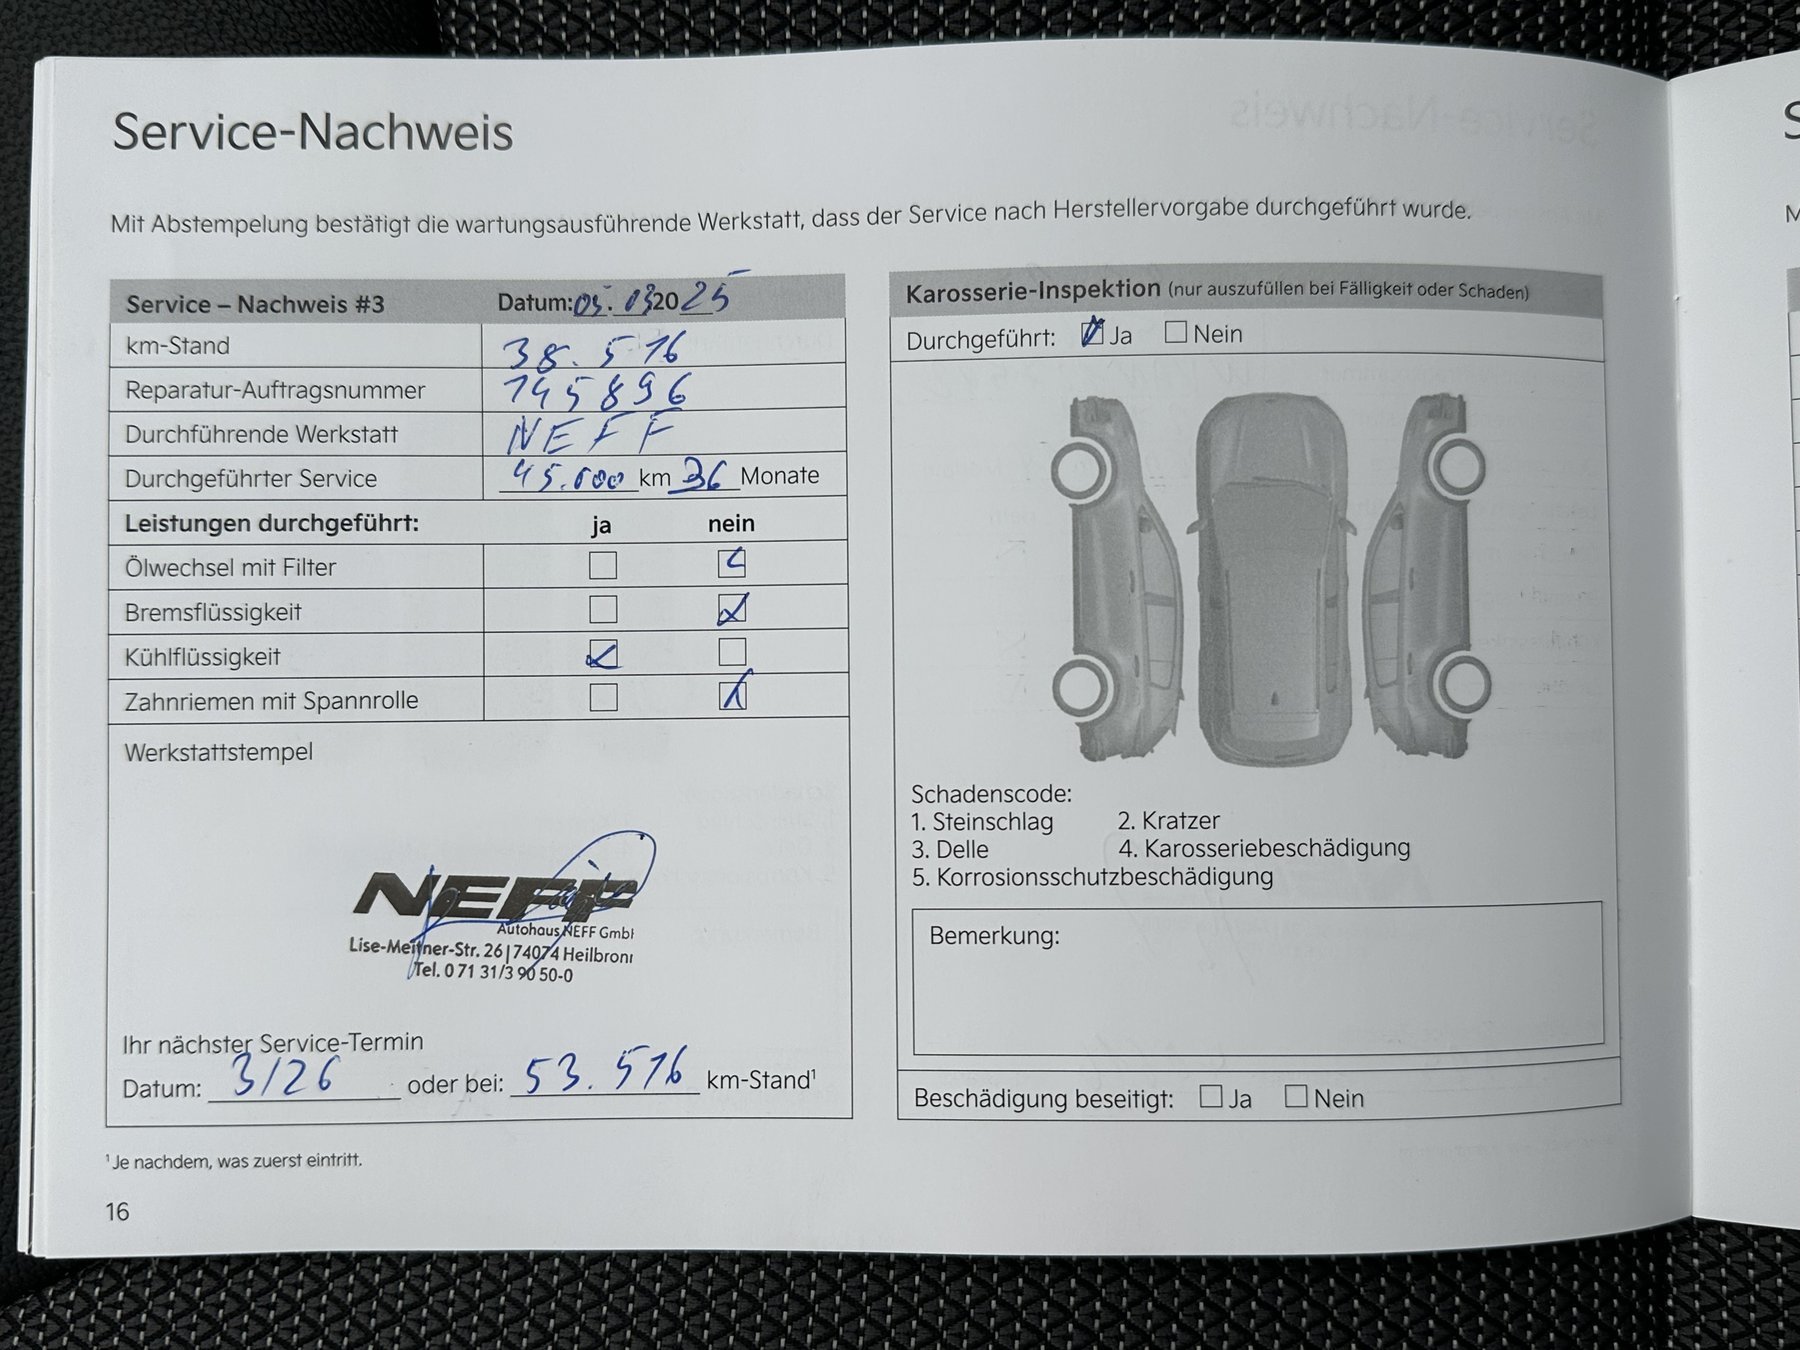 Service-Nachweis
Mit Abstempelung bestätigt die wartungsausführende Werkstatt, dass der Service nach Herstellervorgabe durchgeführt wurde.
Service – Nachweis #3 Datum: 05. 03 2025
km-Stand 38.516
Reparatur-Auftragsnummer 145896
Durchführende Werkstatt NEFF
Durchgeführter Service 45.000 km 36 Monate
Leistungen durchgeführt: ja nein
Ölwechsel mit Filter
Bremsflüssigkeit
Kühlflüssigkeit
Zahnriemen mit Spannrolle
Werkstattstempel
NEFF
Autohaus NEFF GmbH
Lise-Meitner-Str. 26 | 74074 Heilbronn
Tel. 0 71 31/3 90 50-0
Ihr nächster Service-Termin
Datum: 3/26 oder bei: 53.516 km-Stand¹
¹ Je nachdem, was zuerst eintritt.
16
Karosserie-Inspektion (nur auszufüllen bei Fälligkeit oder Schaden)
Durchgeführt: Ja Nein
Schadenscode:
1. Steinschlag 2. Kratzer
3. Delle 4. Karosseriebeschädigung
5. Korrosionsschutzbeschädigung
Bemerkung:
Beschädigung beseitigt: Ja Nein